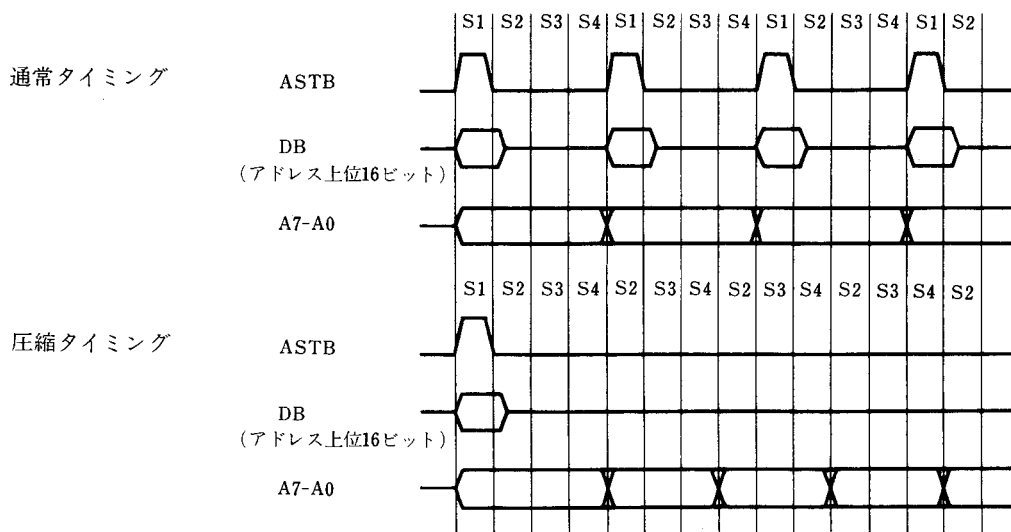 S1 S2 S3 S4 S1 S2 S3 S4 S1 S2 S3 S4 S1 S2
通常タイミング
ASTB
DB
(アドレス上位16ビット)
A7-A0
S1 S2 S3 S4 S2 S3 S4 S2 S3 S4 S2 S3 S4 S2
圧縮タイミング
ASTB
DB
(アドレス上位16ビット)
A7-A0